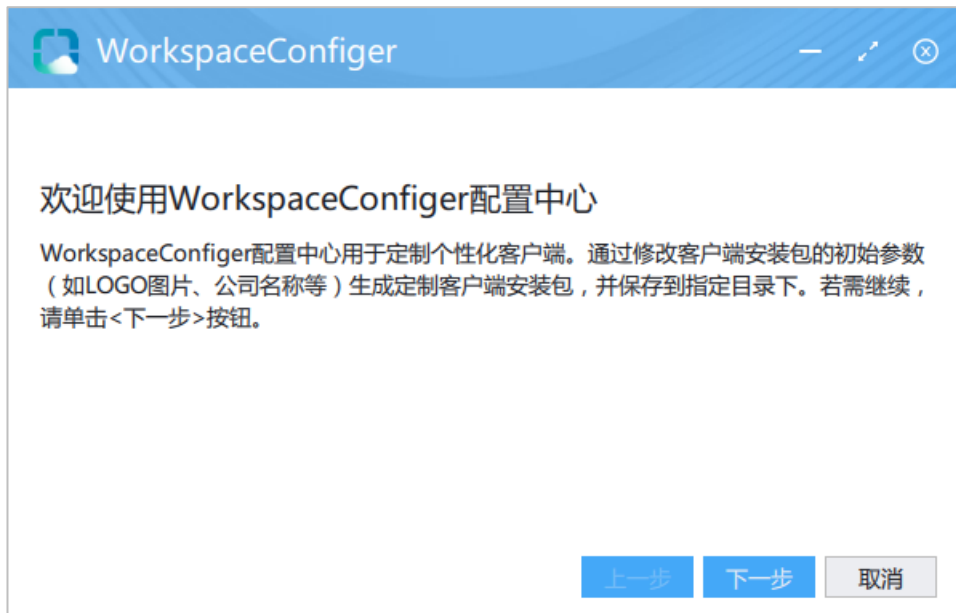 WorkspaceConfiger
欢迎使用WorkspaceConfiger配置中心
WorkspaceConfiger配置中心用于定制个性化客户端。通过修改客户端安装包的初始参数
（如LOGO图片、公司名称等）生成定制客户端安装包，并保存到指定目录下。若需继续，
请单击<下一步>按钮。
上一步 下一步 取消